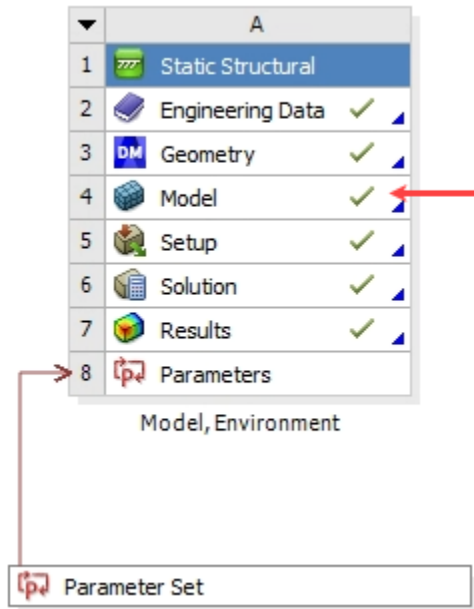 A
1 Static Structural
2 Engineering Data
3 DM Geometry
4 Model
5 Setup
6 Solution
7 Results
8 p Parameters
Model, Environment
p Parameter Set